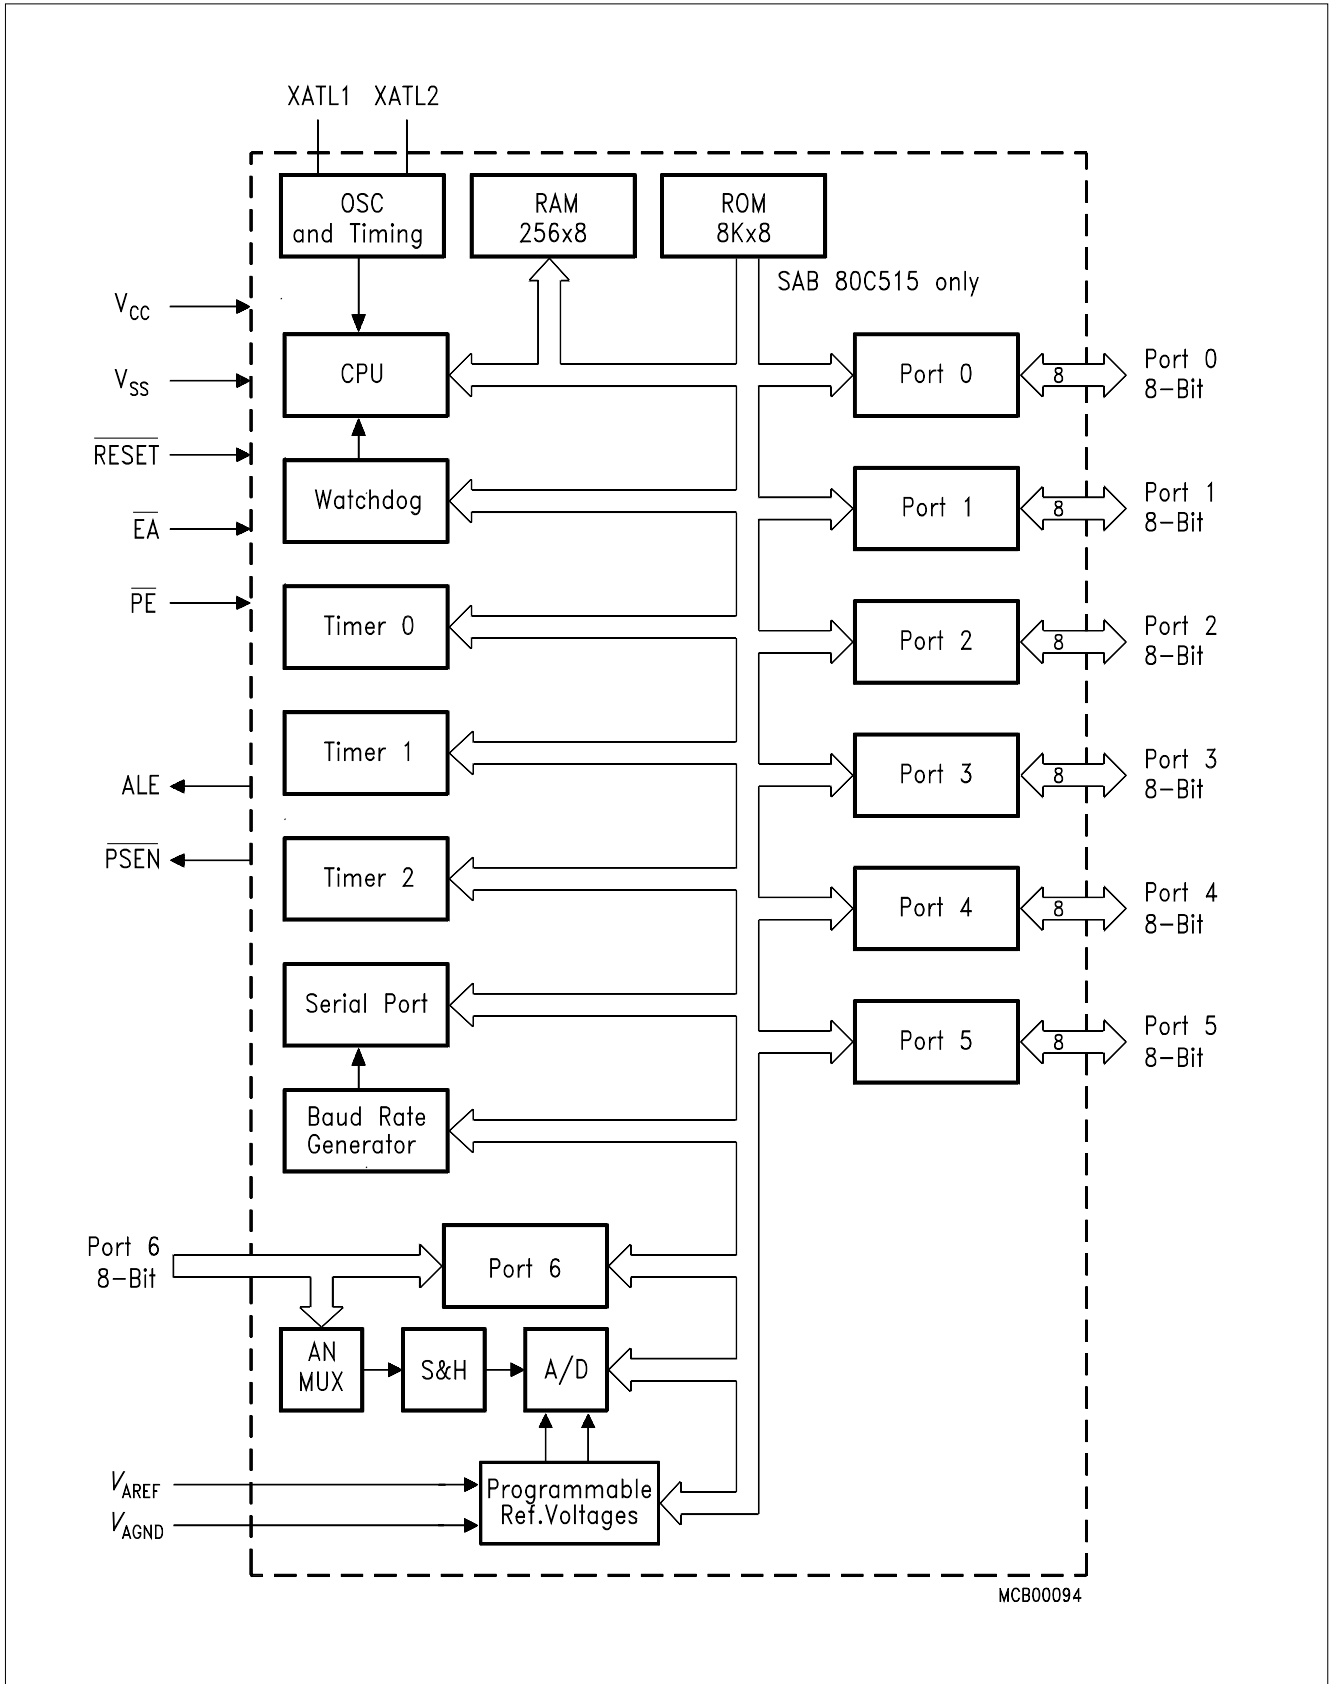 XATL1 XATL2
OSC
and Timing
RAM
256x8
ROM
8Kx8
SAB 80C515 only
VCC
VSS
RESET
EA
PE
ALE
PSEN
CPU
Watchdog
Timer 0
Timer 1
Timer 2
Serial Port
Baud Rate
Generator
Port 0
8
Port 0
8-Bit
Port 1
8
Port 1
8-Bit
Port 2
8
Port 2
8-Bit
Port 3
8
Port 3
8-Bit
Port 4
8
Port 4
8-Bit
Port 5
8
Port 5
8-Bit
Port 6
8-Bit
Port 6
AN
MUX
S&H
A/D
VAREF
VAGND
Programmable
Ref.Voltages
MCB00094